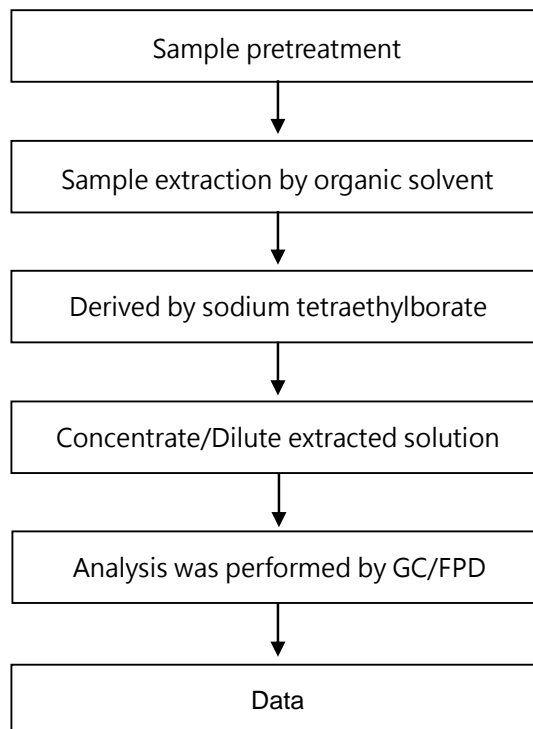 Sample pretreatment
Sample extraction by organic solvent
Derived by sodium tetraethylborate
Concentrate/Dilute extracted solution
Analysis was performed by GC/FPD
Data